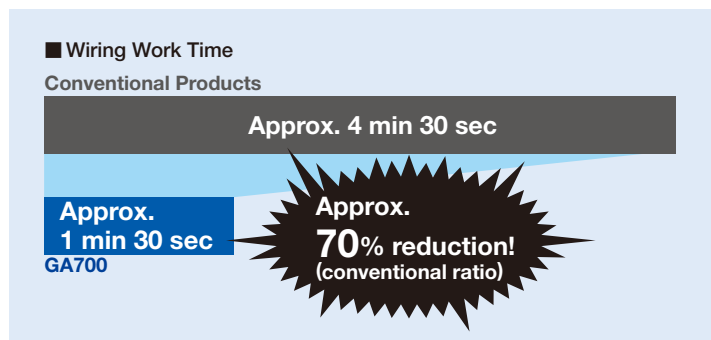 ■ Wiring Work Time
Conventional Products
Approx. 4 min 30 sec
Approx.
1 min 30 sec
GA700
Approx.
70% reduction!
(conventional ratio)